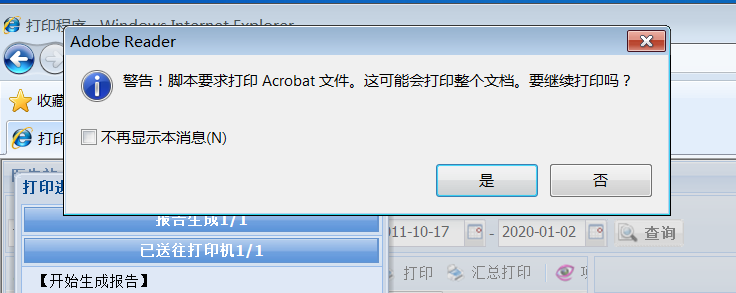 打印程序 - Windows Internet Explorer
Adobe Reader
警告！脚本要求打印 Acrobat 文件。这可能会打印整个文档。要继续打印吗？
不再显示本消息(N)
是
否
收藏
打印
报告生成1/1
已送往打印机1/1
【开始生成报告】
011-10-17 - 2020-01-02 查询
打印 汇总打印